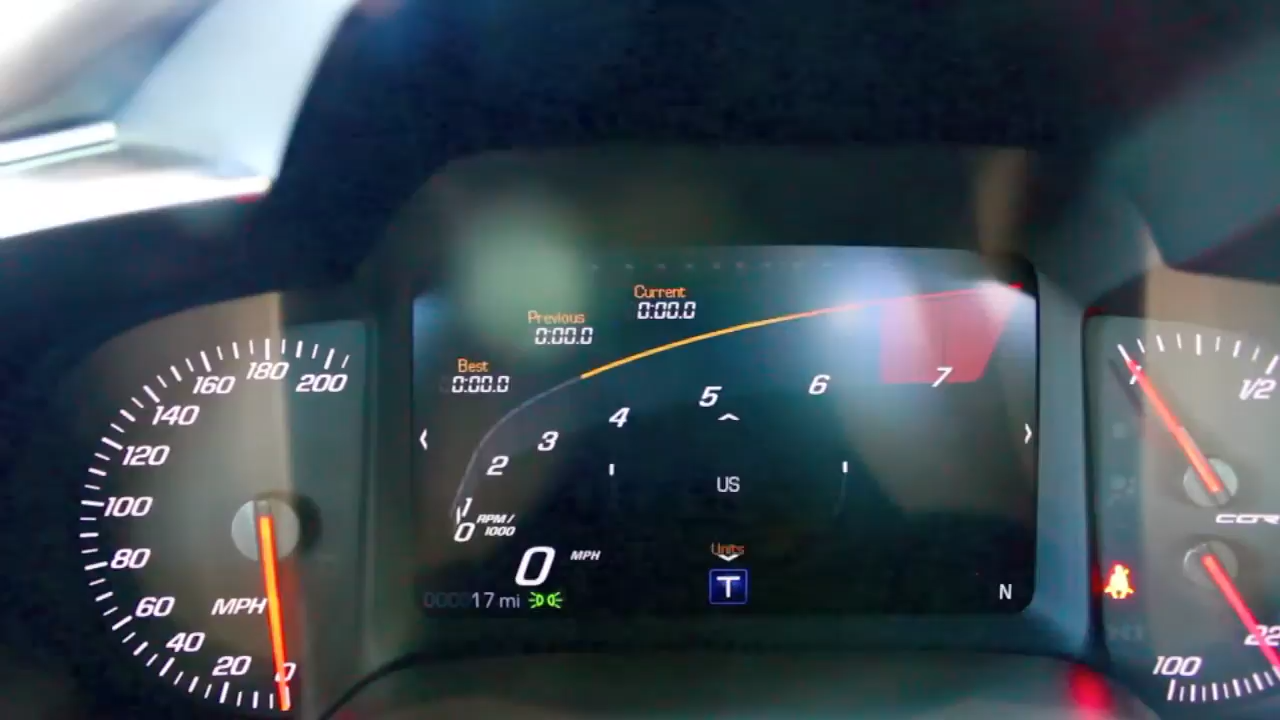 Current
0:00.0
Previous
0:00.0
Best
0:00.0
1
2
3
4
5
6
7
0
RPM/
1000
US
0 MPH
Units
T
000017 mi
N
0
20
40
60
80
100
120
140
160
180
200
MPH
1/2
100